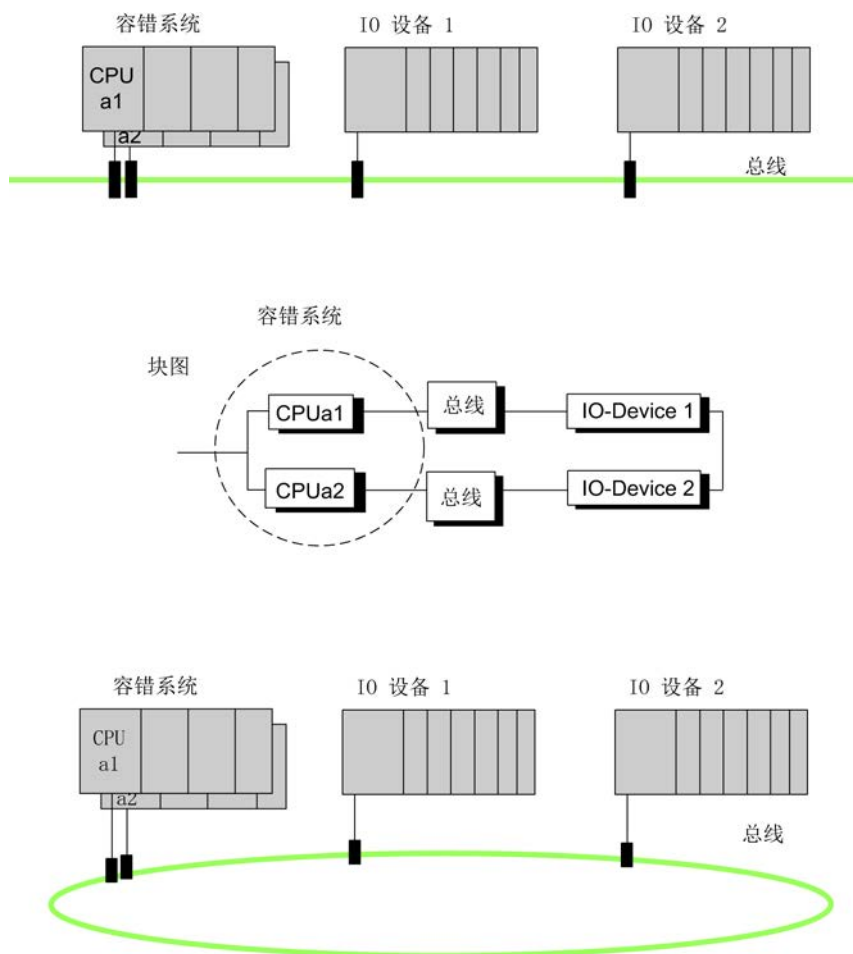 容错系统
IO 设备 1
IO 设备 2
CPU
a1
a2
总线
容错系统
块图
CPUa1
总线
IO-Device 1
CPUa2
总线
IO-Device 2
容错系统
IO 设备 1
IO 设备 2
CPU
a1
a2
总线